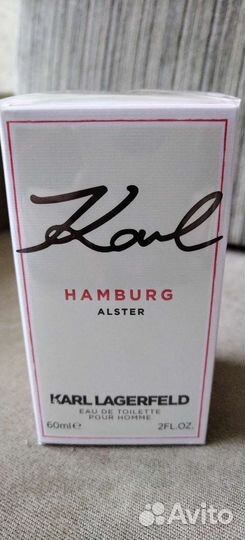 Karl
HAMBURG
ALSTER
KARL LAGERFELD
EAU DE TOILETTE
POUR HOMME
60ml℮ 2FL.OZ.
Avito